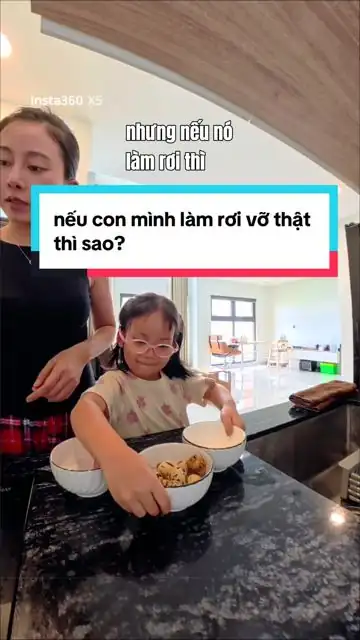 Insta360 X5
nhưng nếu nó
làm rơi thì
nếu con mình làm rơi vỡ thật
thì sao?